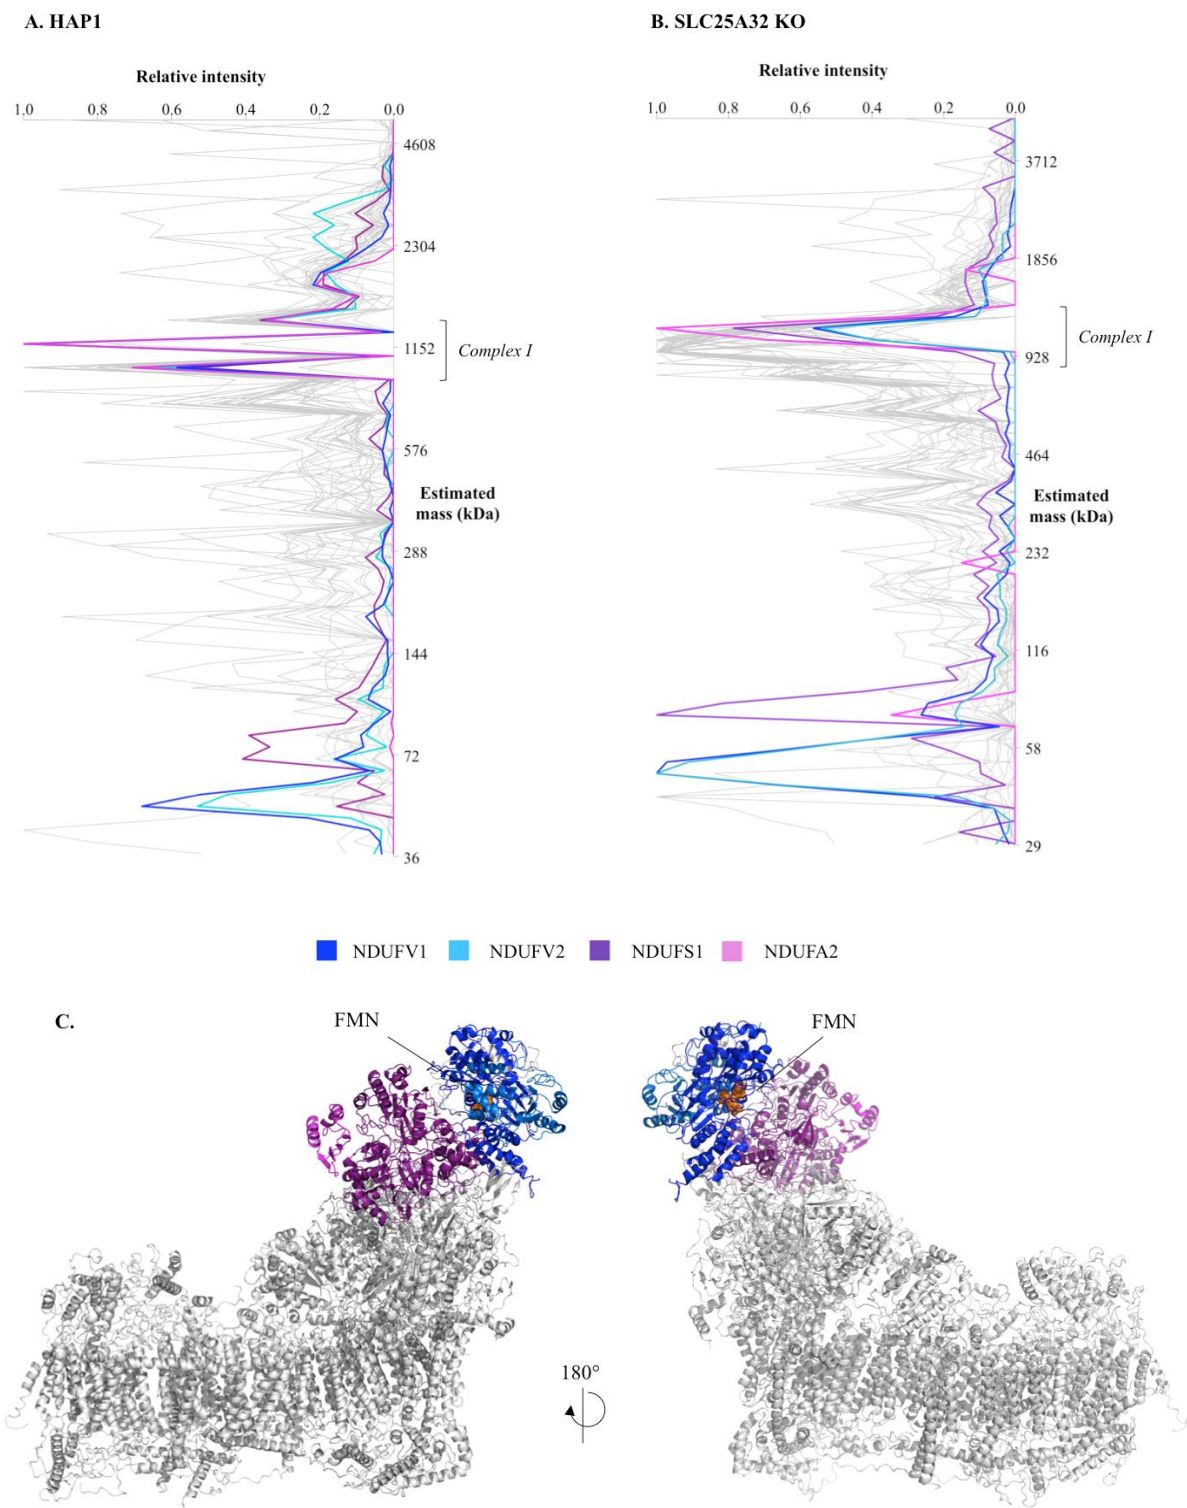 A. HAP1
B. SLC25A32 KO
Relative intensity
1.0 0,8 0,6 0,4 0,2 0.0
4608
2304
1152
Complex I
576
Estimated
mass (kDa)
288
144
72
36
Relative intensity
1.0 0,8 0,6 0,4 0,2 0.0
3712
1856
928
Complex I
464
Estimated
mass (kDa)
232
116
58
29
NDUFV1 NDUFV2 NDUFS1 NDUFA2
C.
FMN
FMN
180°